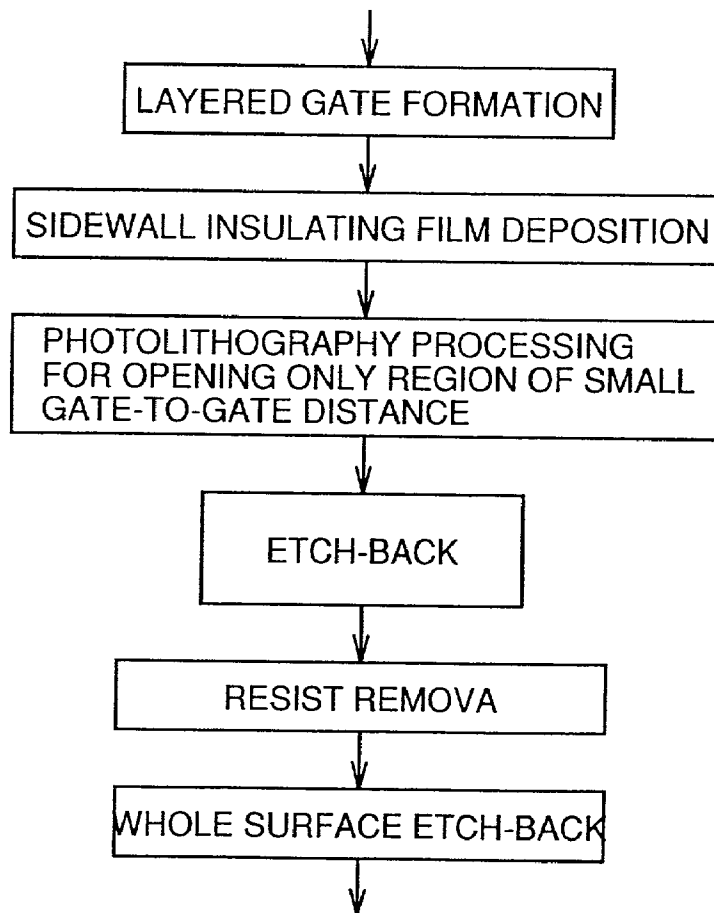 LAYERED GATE FORMATION
SIDEWALL INSULATING FILM DEPOSITION
PHOTOLITHOGRAPHY PROCESSING
FOR OPENING ONLY REGION OF SMALL
GATE-TO-GATE DISTANCE
ETCH-BACK
RESIST REMOVA
WHOLE SURFACE ETCH-BACK